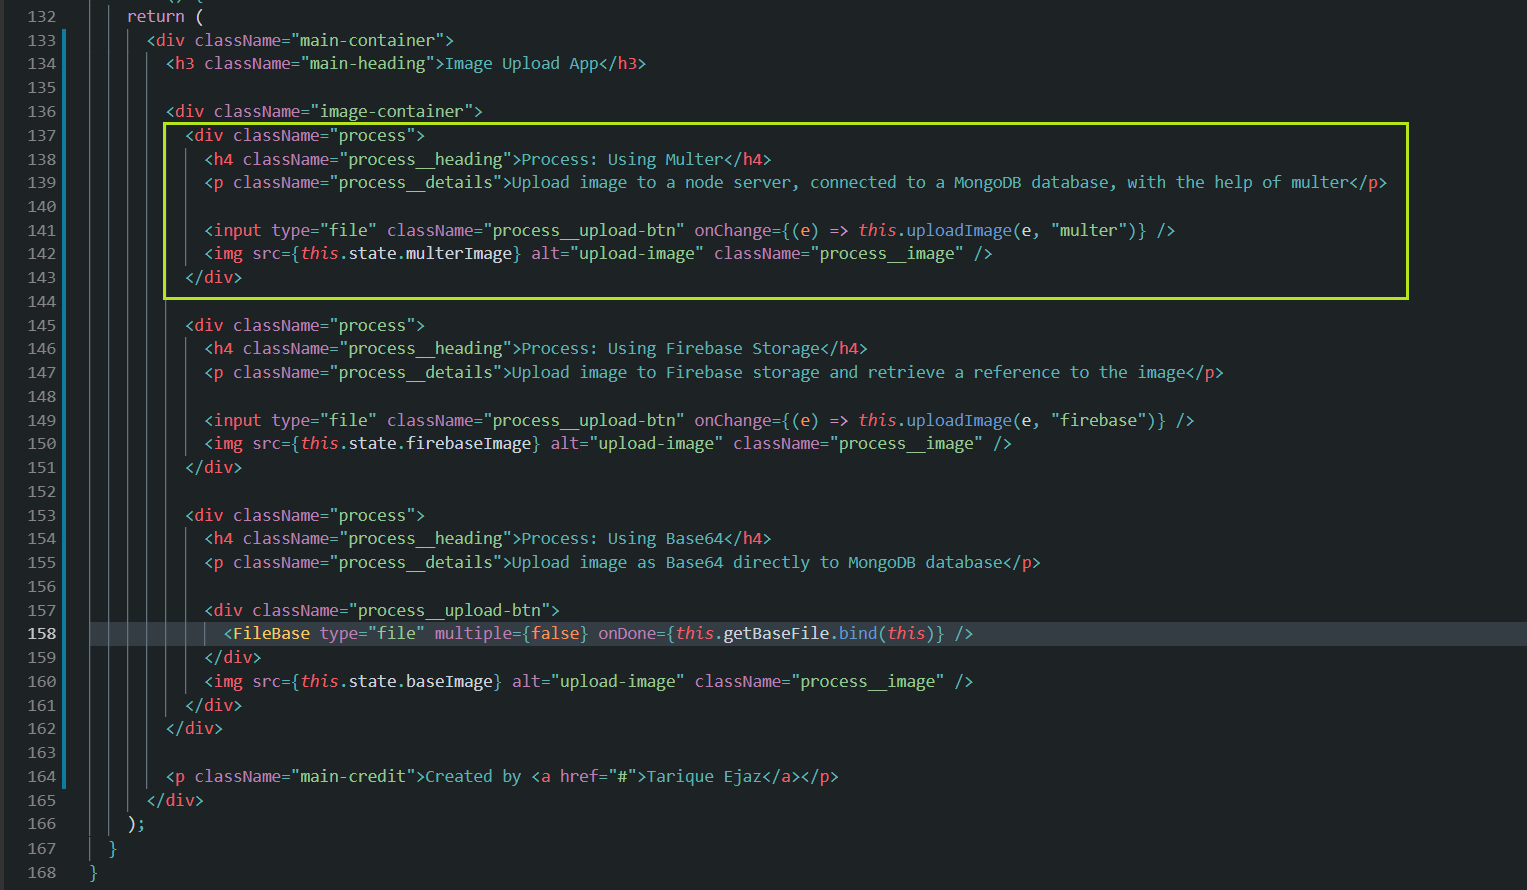 () {
132 return (
133 <div className="main-container">
134 <h3 className="main-heading">Image Upload App</h3>
135
136 <div className="image-container">
137 <div className="process">
138 <h4 className="process__heading">Process: Using Multer</h4>
139 <p className="process__details">Upload image to a node server, connected to a MongoDB database, with the help of multer</p>
140
141 <input type="file" className="process__upload-btn" onChange={(e) => this.uploadImage(e, "multer")} />
142 <img src={this.state.multerImage} alt="upload-image" className="process__image" />
143 </div>
144
145 <div className="process">
146 <h4 className="process__heading">Process: Using Firebase Storage</h4>
147 <p className="process__details">Upload image to Firebase storage and retrieve a reference to the image</p>
148
149 <input type="file" className="process__upload-btn" onChange={(e) => this.uploadImage(e, "firebase")} />
150 <img src={this.state.firebaseImage} alt="upload-image" className="process__image" />
151 </div>
152
153 <div className="process">
154 <h4 className="process__heading">Process: Using Base64</h4>
155 <p className="process__details">Upload image as Base64 directly to MongoDB database</p>
156
157 <div className="process__upload-btn">
158 <FileBase type="file" multiple={false} onDone={this.getBaseFile.bind(this)} />
159 </div>
160 <img src={this.state.baseImage} alt="upload-image" className="process__image" />
161 </div>
162 </div>
163
164 <p className="main-credit">Created by <a href="#">Tarique Ejaz</a></p>
165 </div>
166 );
167 }
168 }